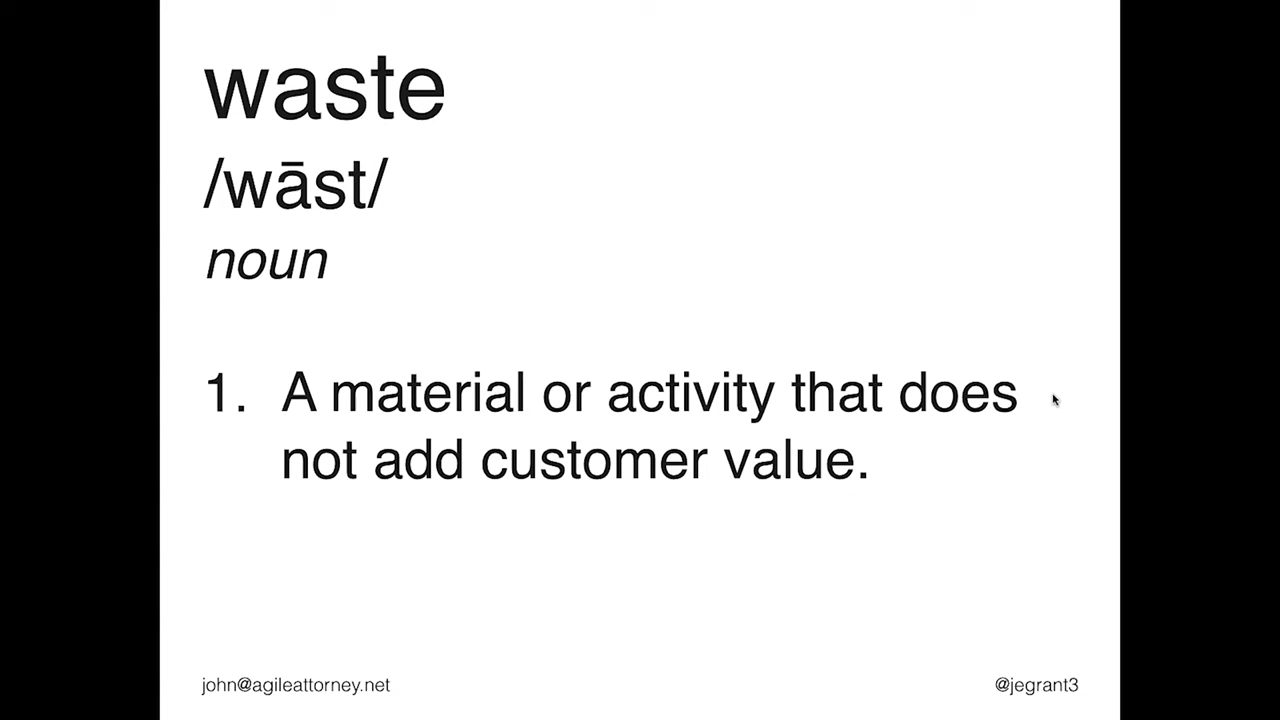 waste
/wāst/
noun
1. A material or activity that does
not add customer value.
john@agileattorney.net
@jegrant3